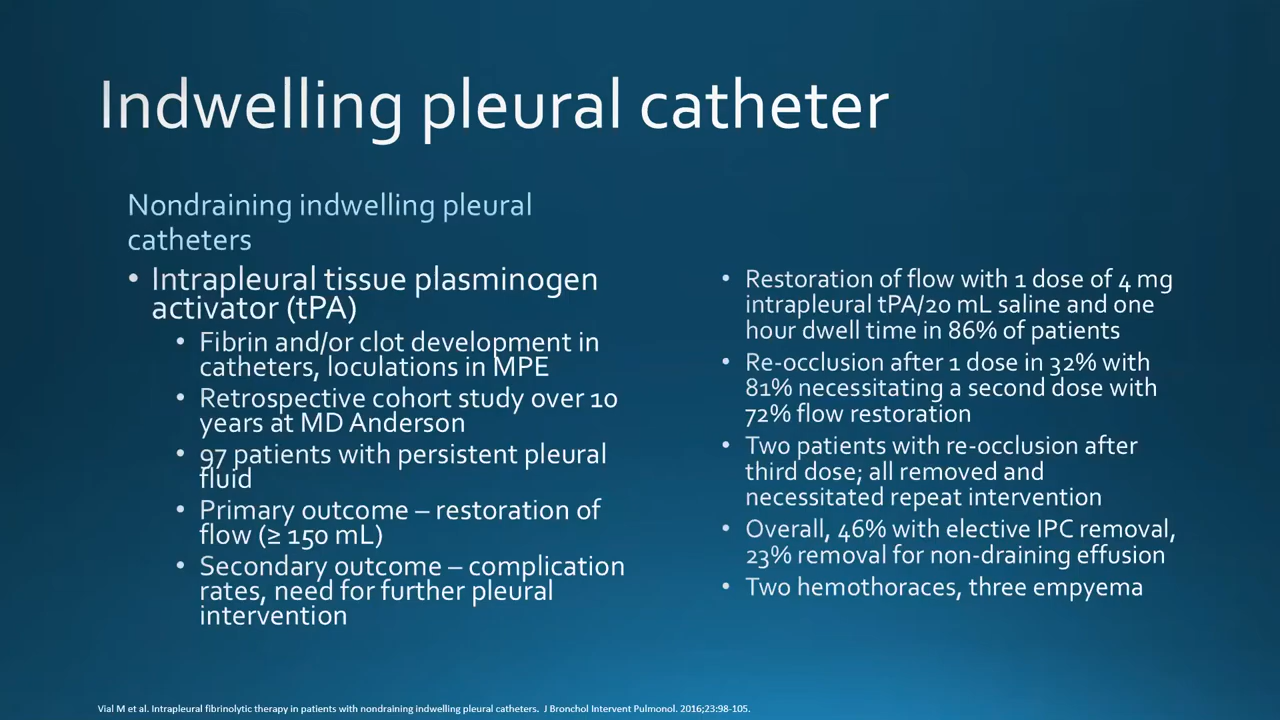 Indwelling pleural catheter
Nondraining indwelling pleural
catheters
• Intrapleural tissue plasminogen
activator (tPA)
• Fibrin and/or clot development in
catheters, loculations in MPE
• Retrospective cohort study over 10
years at MD Anderson
• 97 patients with persistent pleural
fluid
• Primary outcome – restoration of
flow (≥ 150 mL)
• Secondary outcome – complication
rates, need for further pleural
intervention
• Restoration of flow with 1 dose of 4 mg
intrapleural tPA/20 mL saline and one
hour dwell time in 86% of patients
• Re-occlusion after 1 dose in 32% with
81% necessitating a second dose with
72% flow restoration
• Two patients with re-occlusion after
third dose; all removed and
necessitated repeat intervention
• Overall, 46% with elective IPC removal,
23% removal for non-draining effusion
• Two hemothoraces, three empyema
Vial M et al. Intrapleural fibrinolytic therapy in patients with nondraining indwelling pleural catheters. J Bronchol Intervent Pulmonol. 2016;23:98-105.